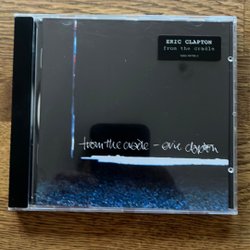 ERIC CLAPTON
from the cradle
from the cradle – eric clapton